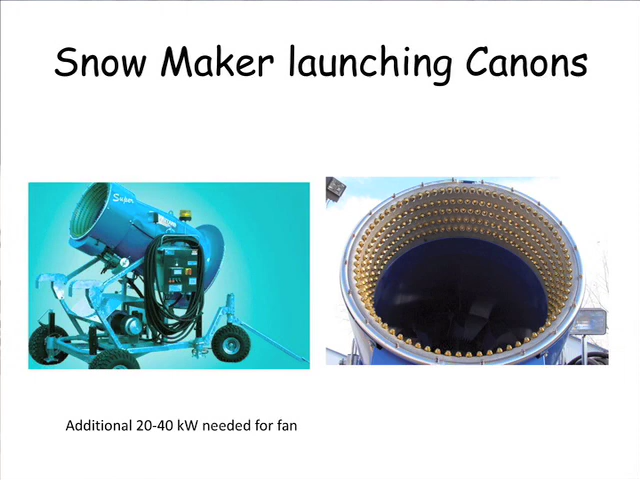 Snow Maker launching Canons
Super
Additional 20-40 kW needed for fan